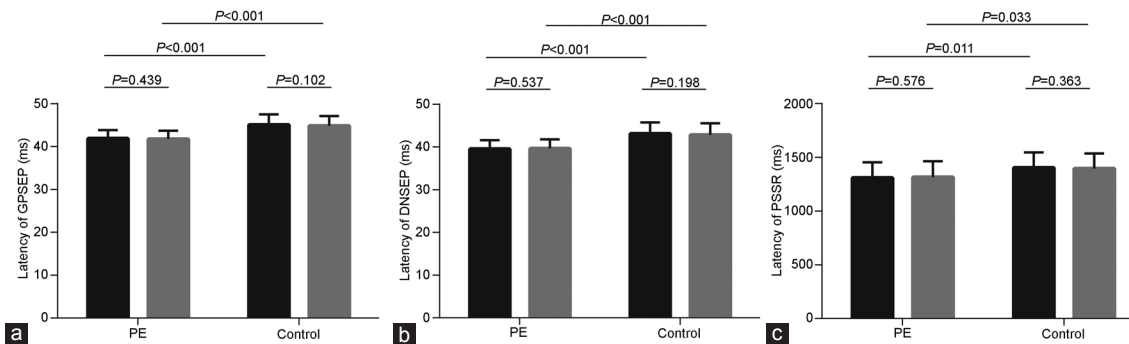 P<0.001
P<0.001
P=0.439
P=0.102
50
40
30
20
10
0
Latency of GPSEP (ms)
PE
Control
a
P<0.001
P<0.001
P=0.537
P=0.198
50
40
30
20
10
0
Latency of DNSEP (ms)
PE
Control
b
P=0.033
P=0.011
P=0.576
P=0.363
2000
1500
1000
500
0
Latency of PSSR (ms)
PE
Control
c